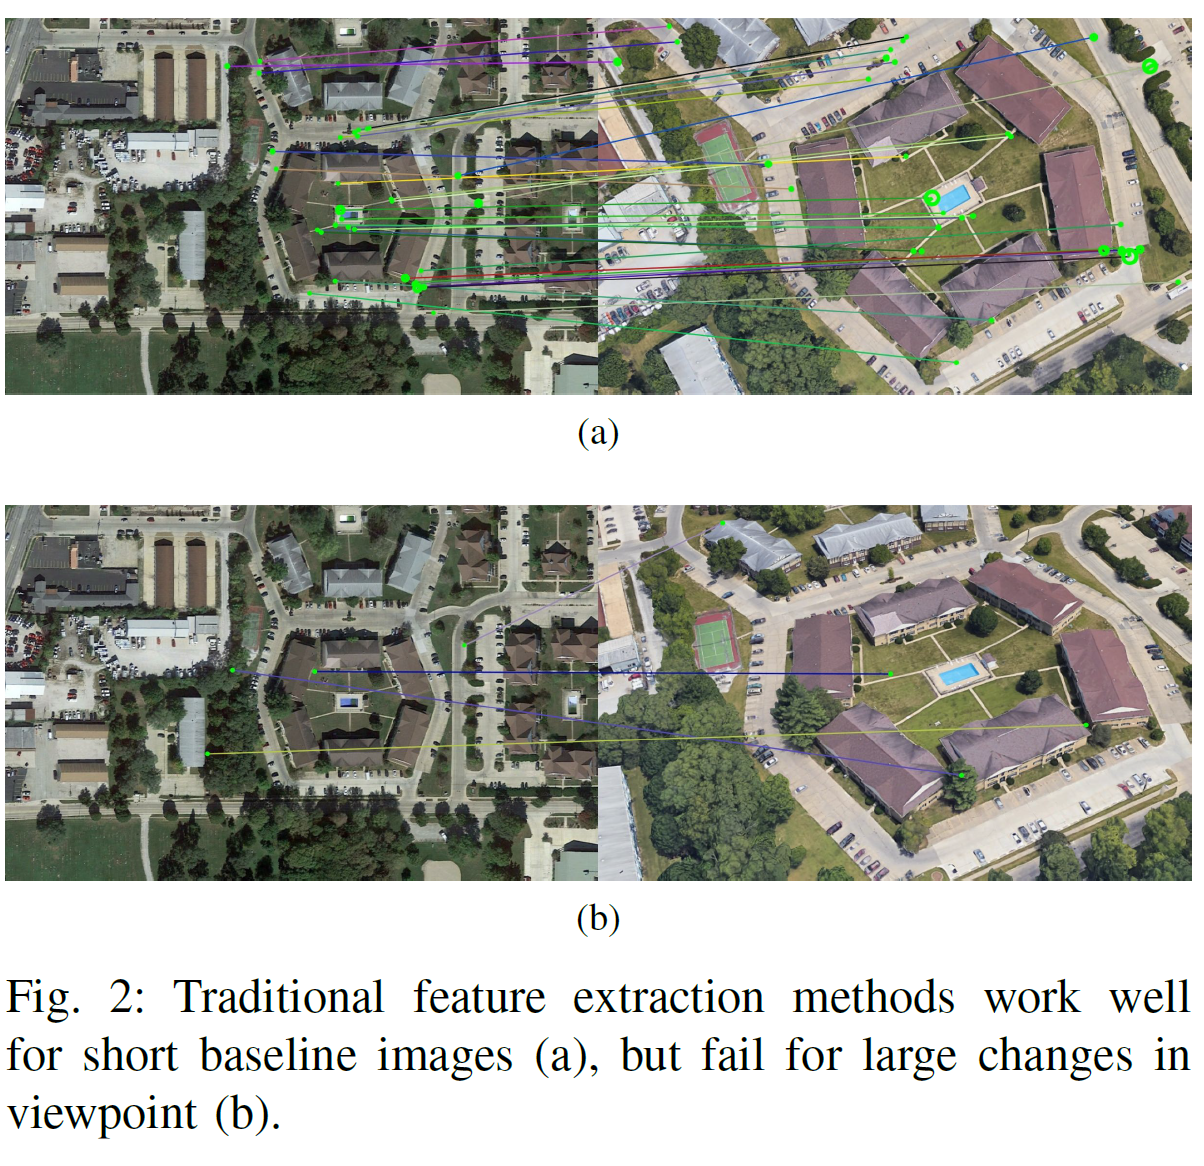 (a)
(b)
Fig. 2: Traditional feature extraction methods work well
for short baseline images (a), but fail for large changes in
viewpoint (b).